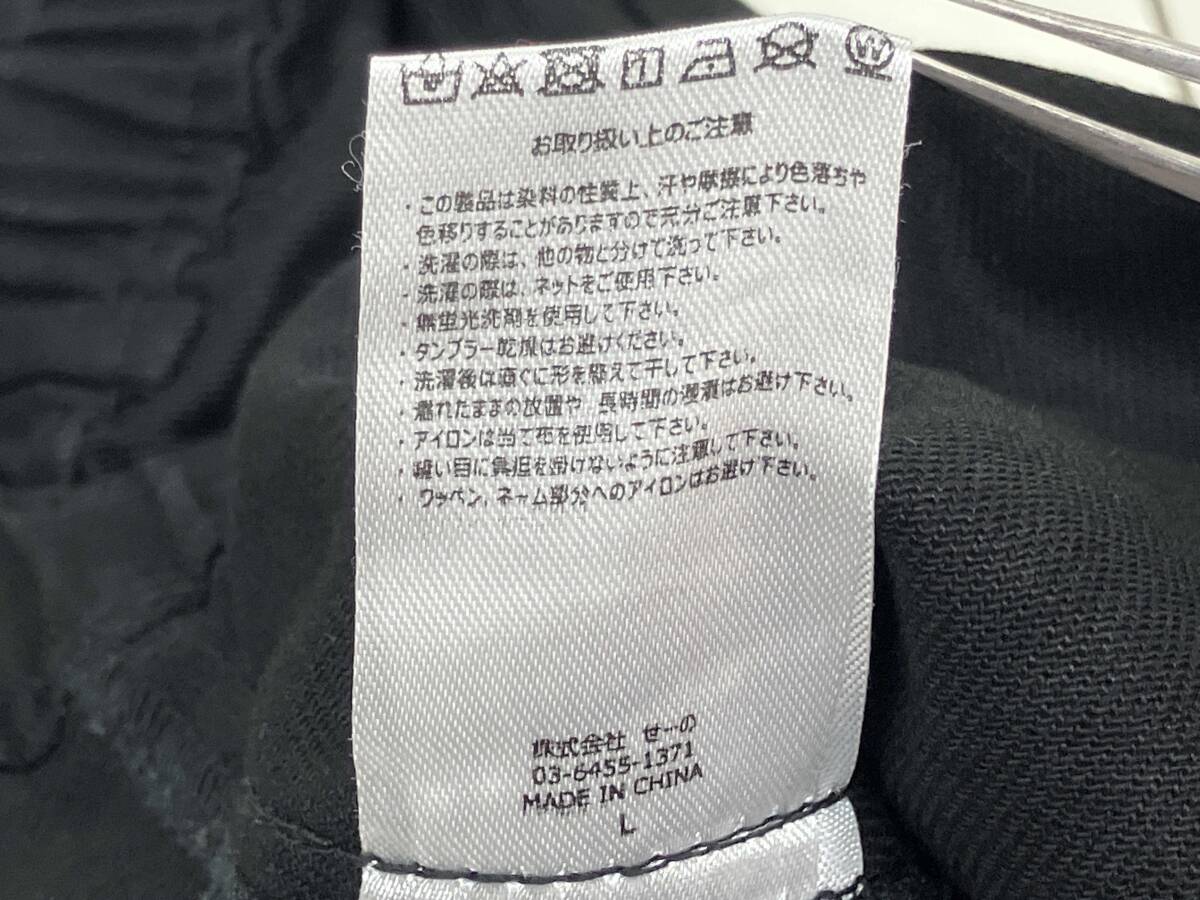 W
お取り扱い上のご注意
・この製品は染料の性質上、汗や摩擦により色落ちや
色移りすることがありますので充分ご注意下さい。
・洗濯の際は、他の物と分けて洗って下さい。
・洗濯の際は、ネットをご使用下さい。
・無蛍光洗剤を使用して下さい。
・タンブラー乾燥はお避けください。
・洗濯後は直ぐに形を整えて干して下さい。
・濡れたままの放置や 長時間の浸漬はお避け下さい。
・アイロンは当て布を使用して下さい。
・縫い目に負担を掛けないように注意して下さい。
・ワッペン、ネーム部分へのアイロンはお避け下さい。
株式会社 せーの
03-6455-1371
MADE IN CHINA
L